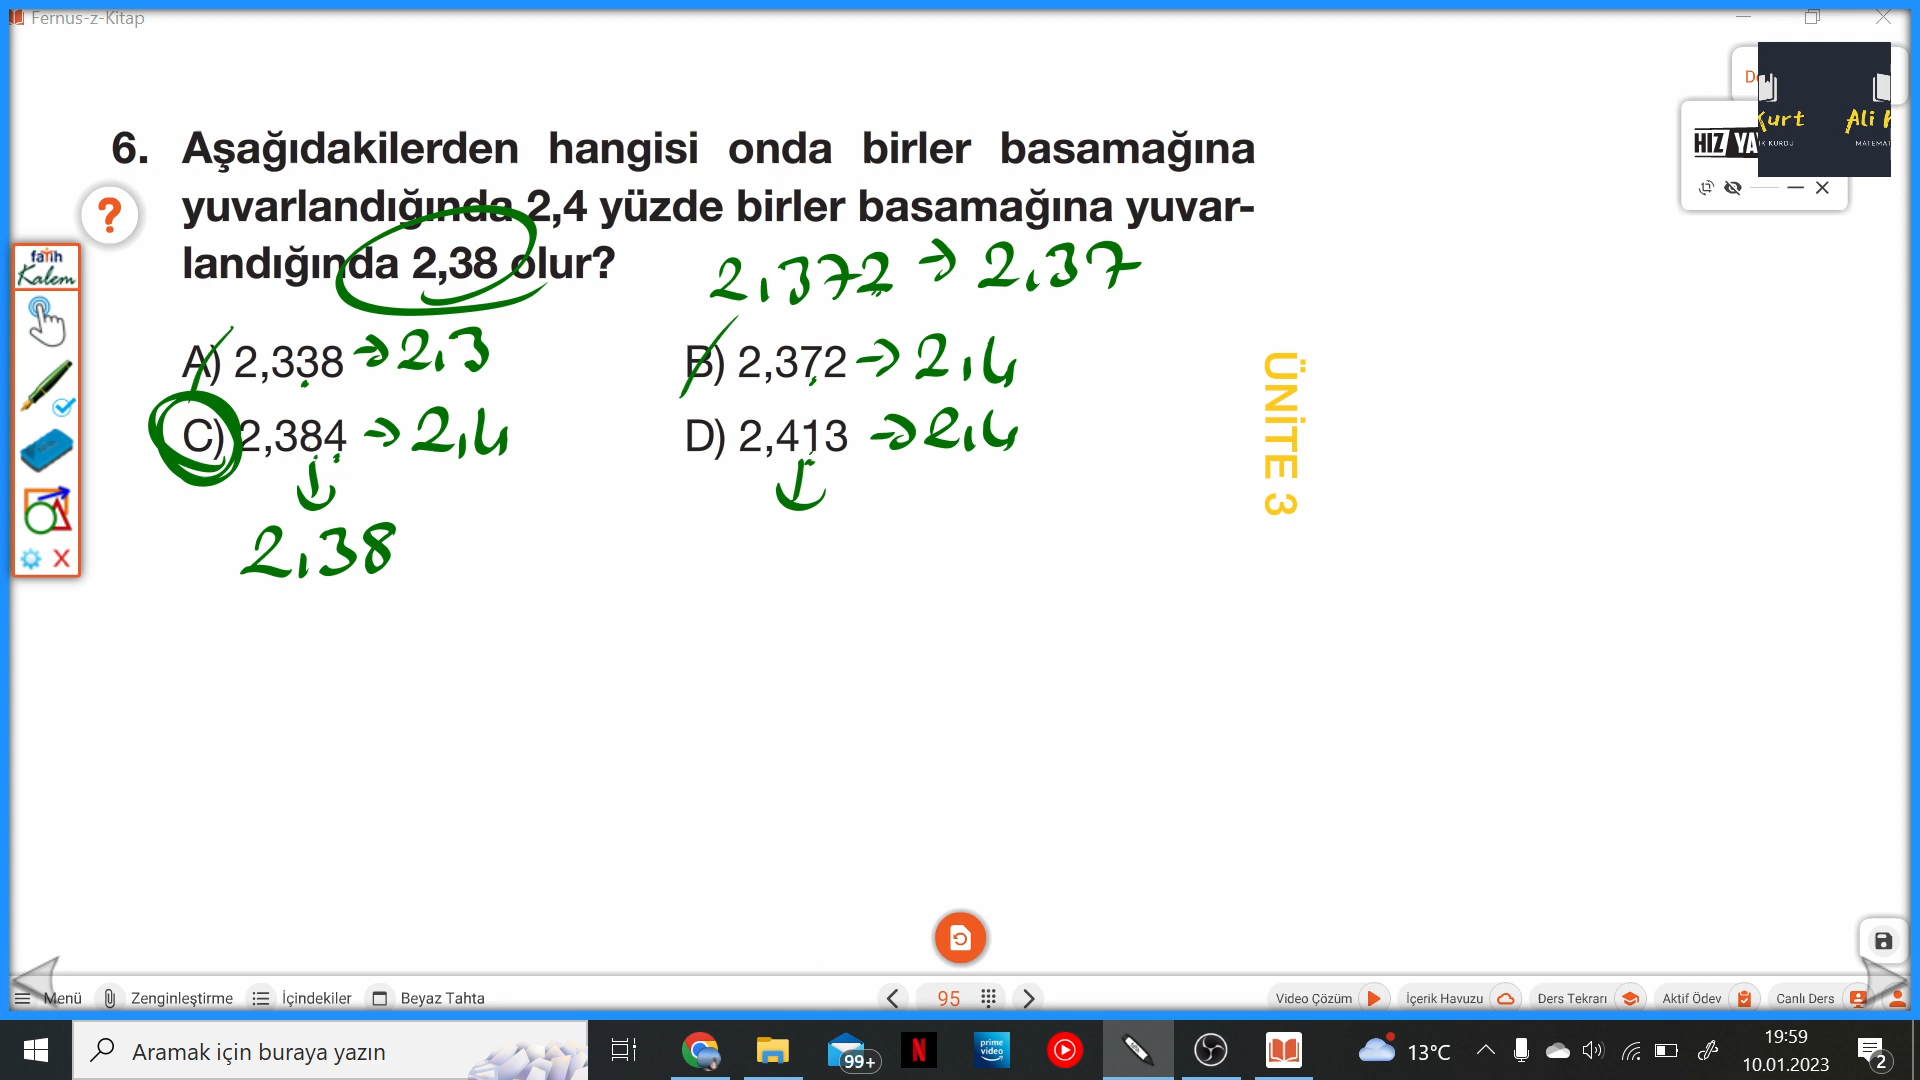 Fernus-z-Kitap
6. Aşağıdakilerden hangisi onda birler basamağına
yuvarlandığında 2,4 yüzde birler basamağına yuvar-
landığında 2,38 olur?
2,372 → 2,37
A) 2,338 → 2,3
B) 2,372 → 2,4
C) 2,384 → 2,4
D) 2,413 → 2,4
2,38
ÜNİTE 3
fatih
Kalem
HIZ YA
Kurt
Ali
Menü
Zenginleştirme
İçindekiler
Beyaz Tahta
95
Video Çözüm
İçerik Havuzu
Ders Tekrarı
Aktif Ödev
Canlı Ders
Aramak için buraya yazın
99+
prime
video
13°C
19:59
10.01.2023
2